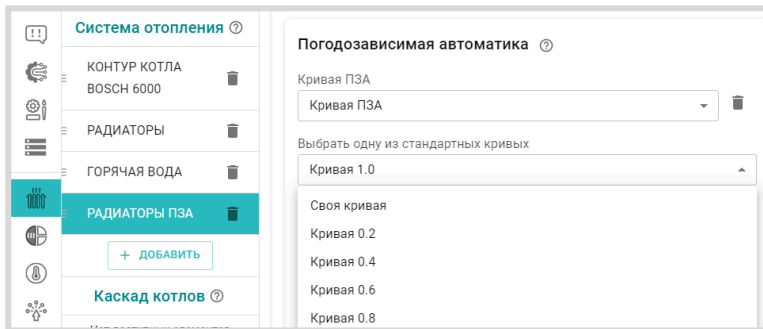 Система отопления
КОНТУР КОТЛА
BOSCH 6000
РАДИАТОРЫ
ГОРЯЧАЯ ВОДА
РАДИАТОРЫ ПЗА
+ ДОБАВИТЬ
Каскад котлов
Погодозависимая автоматика
Кривая ПЗА
Кривая ПЗА
Выбрать одну из стандартных кривых
Кривая 1.0
Своя кривая
Кривая 0.2
Кривая 0.4
Кривая 0.6
Кривая 0.8